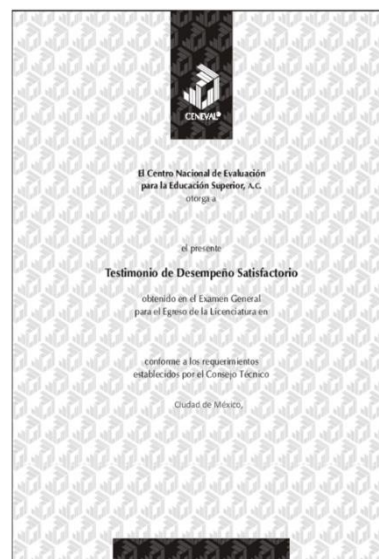 CENEVAL®
El Centro Nacional de Evaluación
para la Educación Superior, A.C.
otorga a
el presente
Testimonio de Desempeño Satisfactorio
obtenido en el Examen General
para el Egreso de la Licenciatura en
conforme a los requerimientos
establecidos por el Consejo Técnico
Ciudad de México,